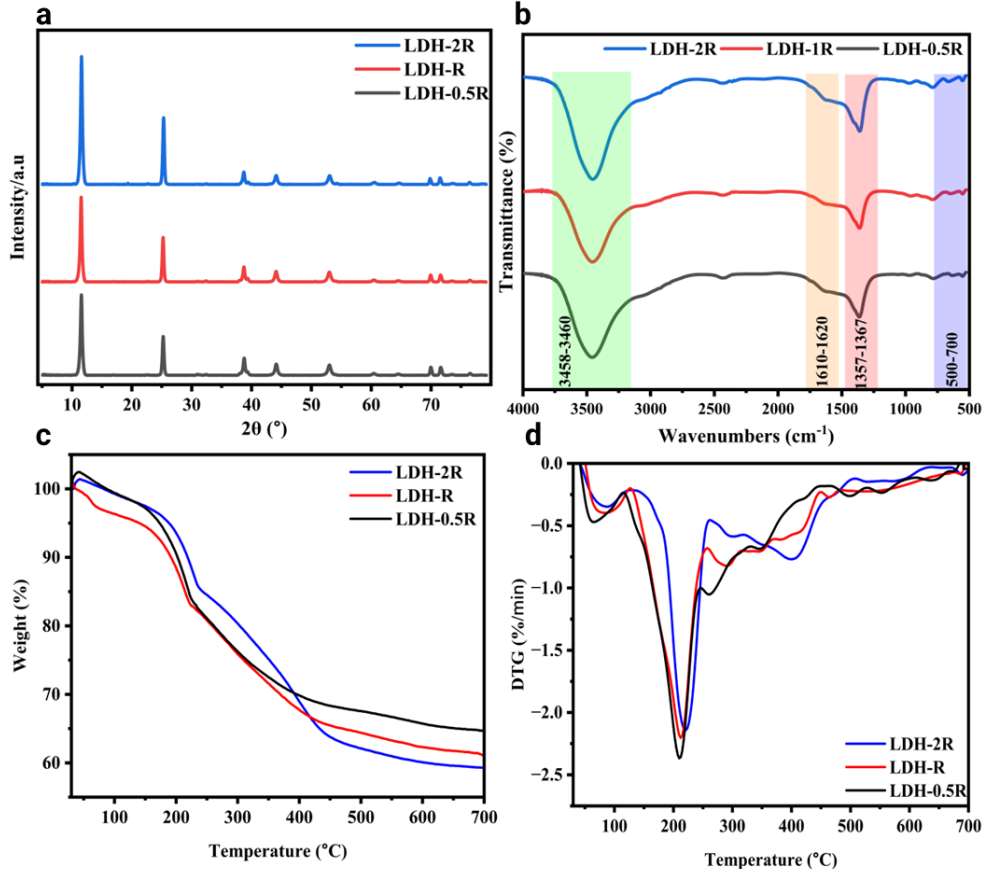 a
LDH-2R
LDH-R
LDH-0.5R
Intensity/a.u
10 20 30 40 50 60 70
2θ (°)
b
LDH-2R LDH-1R LDH-0.5R
Transmittance (%)
3458-3460
1610-1620
1357-1367
500-700
4000 3500 3000 2500 2000 1500 1000 500
Wavenumbers (cm⁻¹)
c
LDH-2R
LDH-R
LDH-0.5R
Weight (%)
100
90
80
70
60
100 200 300 400 500 600 700
Temperature (°C)
d
DTG (%/min)
0.0
−0.5
−1.0
−1.5
−2.0
−2.5
LDH-2R
LDH-R
LDH-0.5R
100 200 300 400 500 600 700
Temperature (°C)